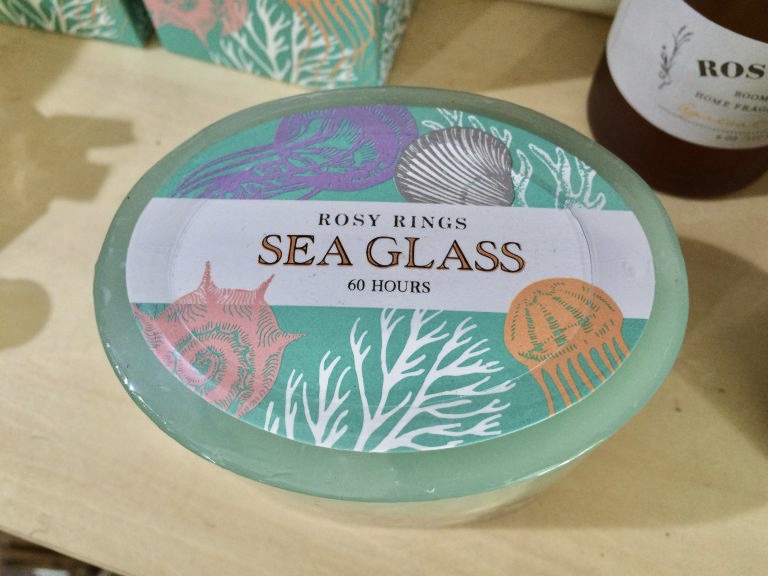 ROSY RINGS
SEA GLASS
60 HOURS
ROS
ROOM
HOME FRAG